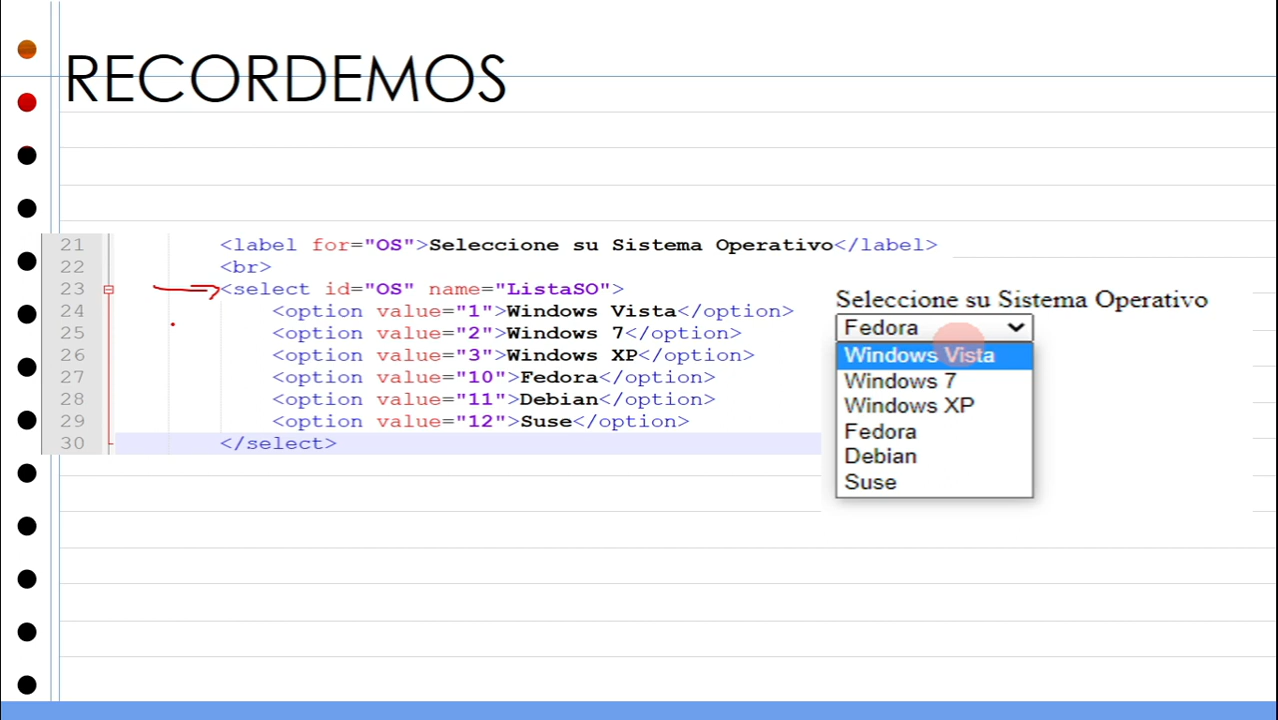 RECORDEMOS
21 <label for="OS">Seleccione su Sistema Operativo</label>
22 <br>
23 <select id="OS" name="ListaSO">
24 <option value="1">Windows Vista</option>
25 <option value="2">Windows 7</option>
26 <option value="3">Windows XP</option>
27 <option value="10">Fedora</option>
28 <option value="11">Debian</option>
29 <option value="12">Suse</option>
30 </select>
Seleccione su Sistema Operativo
Fedora
Windows Vista
Windows 7
Windows XP
Fedora
Debian
Suse